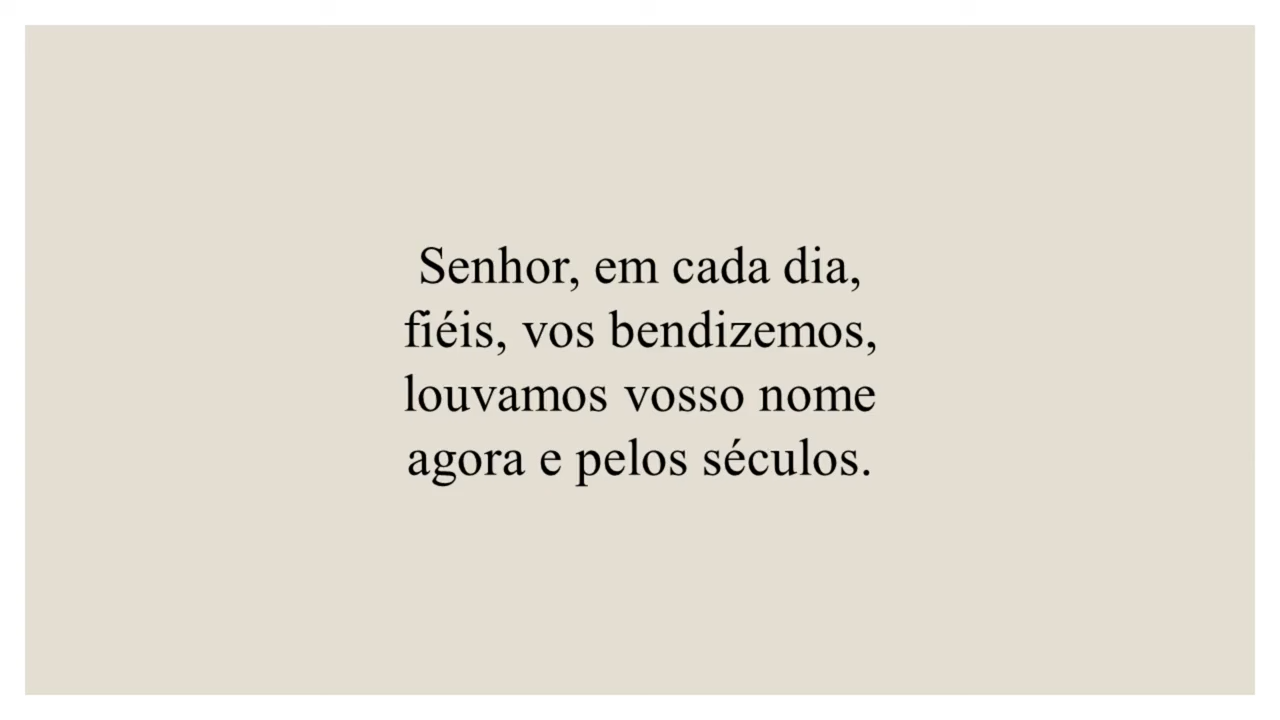 Senhor, em cada dia,
fiéis, vos bendizemos,
louvamos vosso nome
agora e pelos séculos.